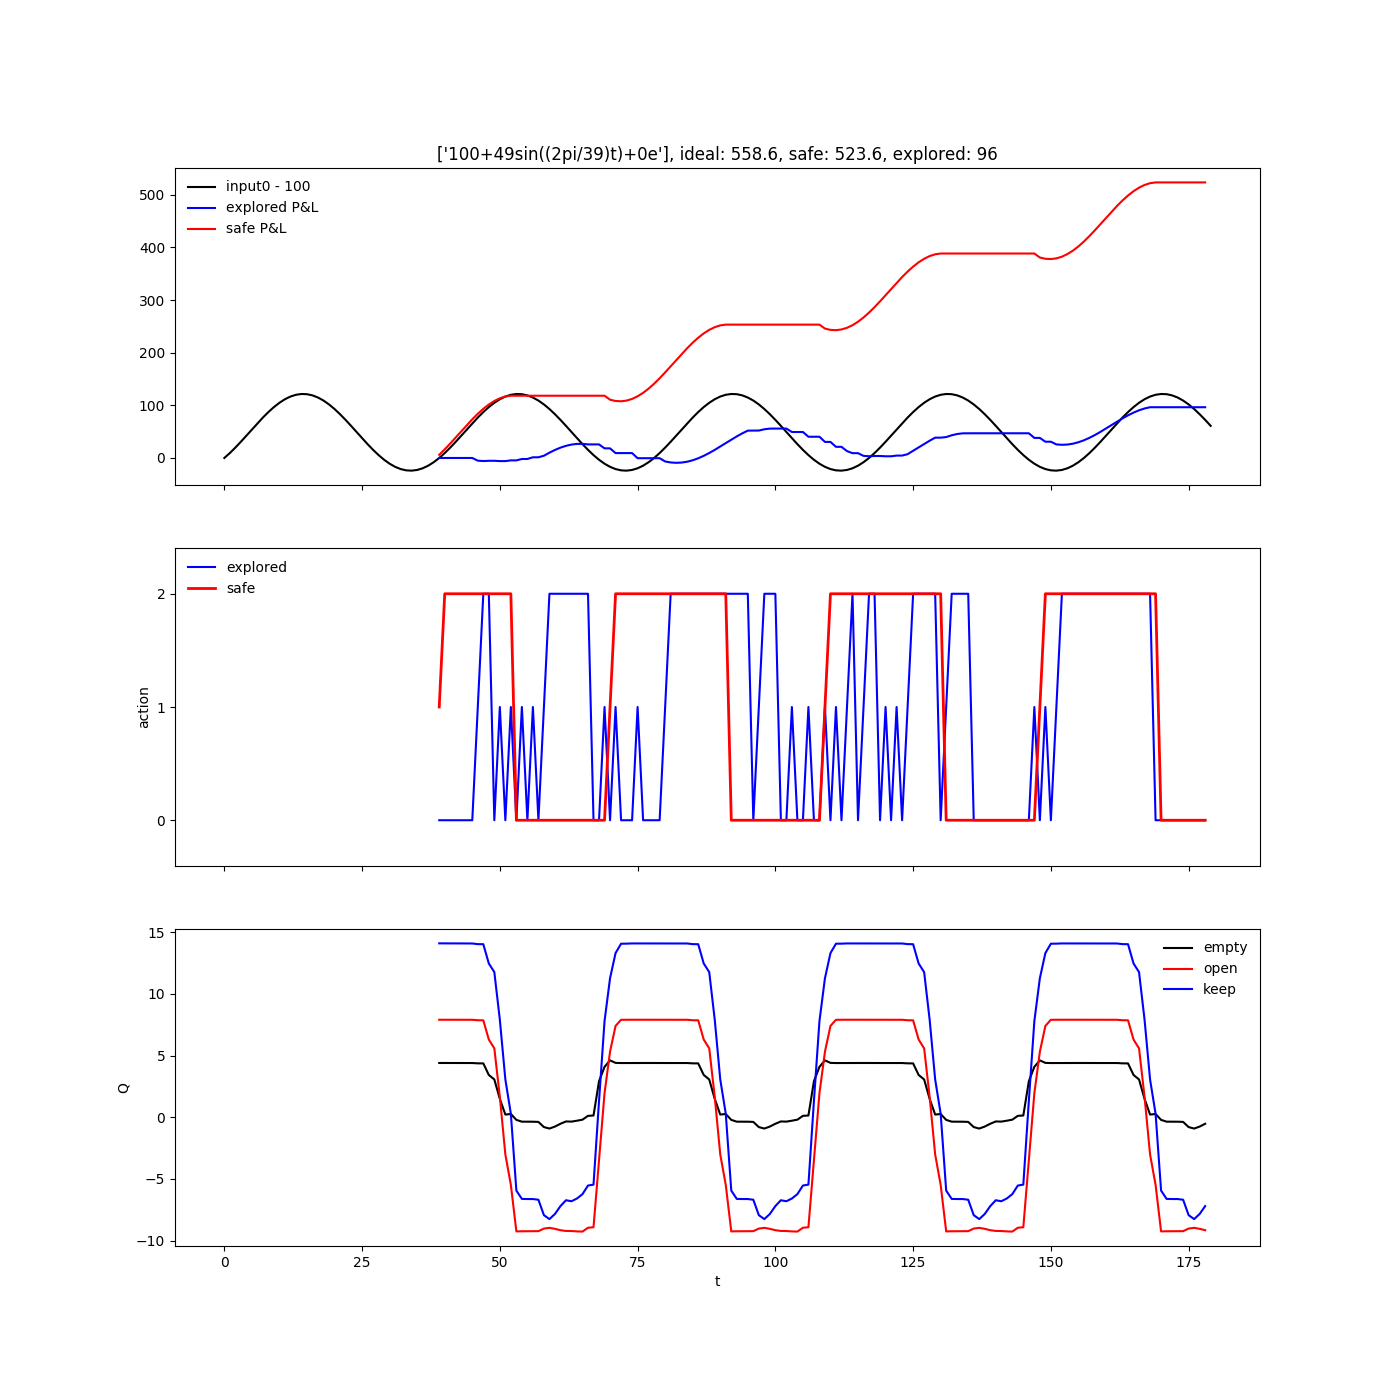 ['100+49sin((2pi/39)t)+0e'], ideal: 558.6, safe: 523.6, explored: 96
input0 - 100
explored P&L
safe P&L
500
400
300
200
100
0
explored
safe
2
1
0
action
empty
open
keep
15
10
5
0
−5
−10
Q
0
25
50
75
100
125
150
175
t